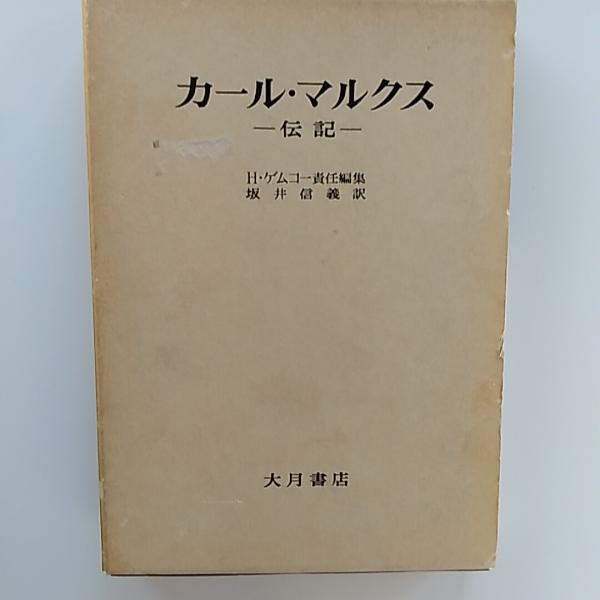 カール・マルクス
―伝記―
H・ゲムコー責任編集
坂井信義訳
大月書店